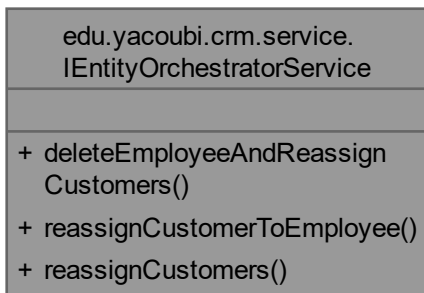 edu.yacoubi.crm.service.
IEntityOrchestratorService
+ deleteEmployeeAndReassign
Customers()
+ reassignCustomerToEmployee()
+ reassignCustomers()